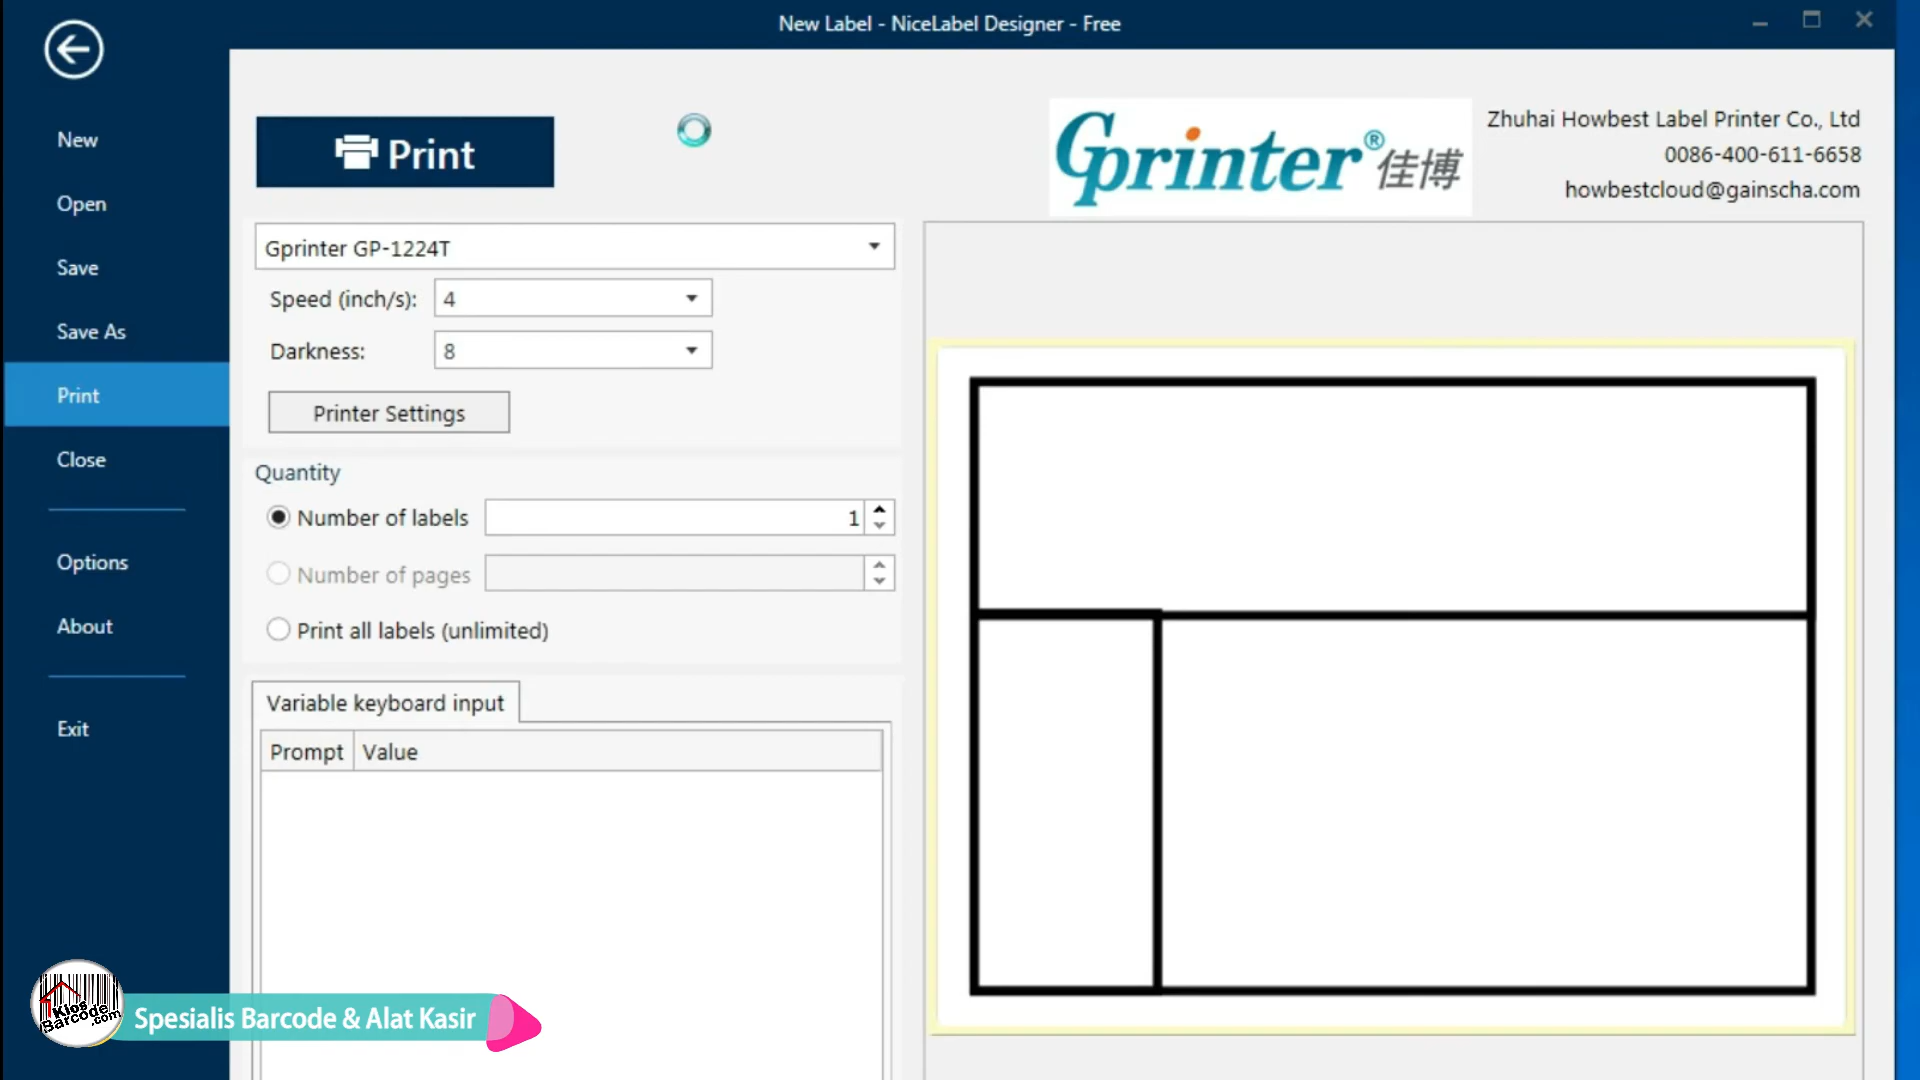 New Label - NiceLabel Designer - Free
New
Open
Save
Save As
Print
Close
Options
About
Exit
Print
Gprinter® 佳博
Zhuhai Howbest Label Printer Co., Ltd
0086-400-611-6658
howbestcloud@gainscha.com
Gprinter GP-1224T
Speed (inch/s): 4
Darkness: 8
Printer Settings
Quantity
Number of labels 1
Number of pages
Print all labels (unlimited)
Variable keyboard input
Prompt Value
Kios
Barcode.com
Spesialis Barcode & Alat Kasir